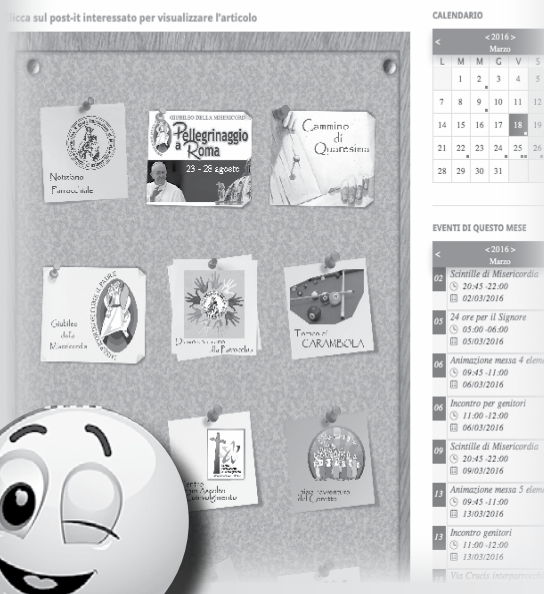 clicca sul post-it interessato per visualizzare l'articolo
Notiziario
Parrocchiale
GIUBILEO DELLA MISERICORDIA
Pellegrinaggio
a Roma
23 - 28 agosto
Cammino
di
Quaresima
Giubileo
della
Misericordia
Torneo di
CARAMBOLA
CALENDARIO
< < 2016 >
Marzo
L M M G V S
1 2 3 4 5
7 8 9 10 11 12
14 15 16 17 18 19
21 22 23 24 25 26
28 29 30 31
EVENTI DI QUESTO MESE
< < 2016 >
Marzo
02 Scintille di Misericordia
20:45 -22:00
02/03/2016
05 24 ore per il Signore
05:00 -06:00
05/03/2016
06 Animazione messa 4 elem
09:45 -11:00
06/03/2016
06 Incontro per genitori
11:00 -12:00
06/03/2016
09 Scintille di Misericordia
20:45 -22:00
09/03/2016
13 Animazione messa 5 elem
09:45 -11:00
13/03/2016
13 Incontro genitori
11:00 -12:00
13/03/2016
Via Crucis